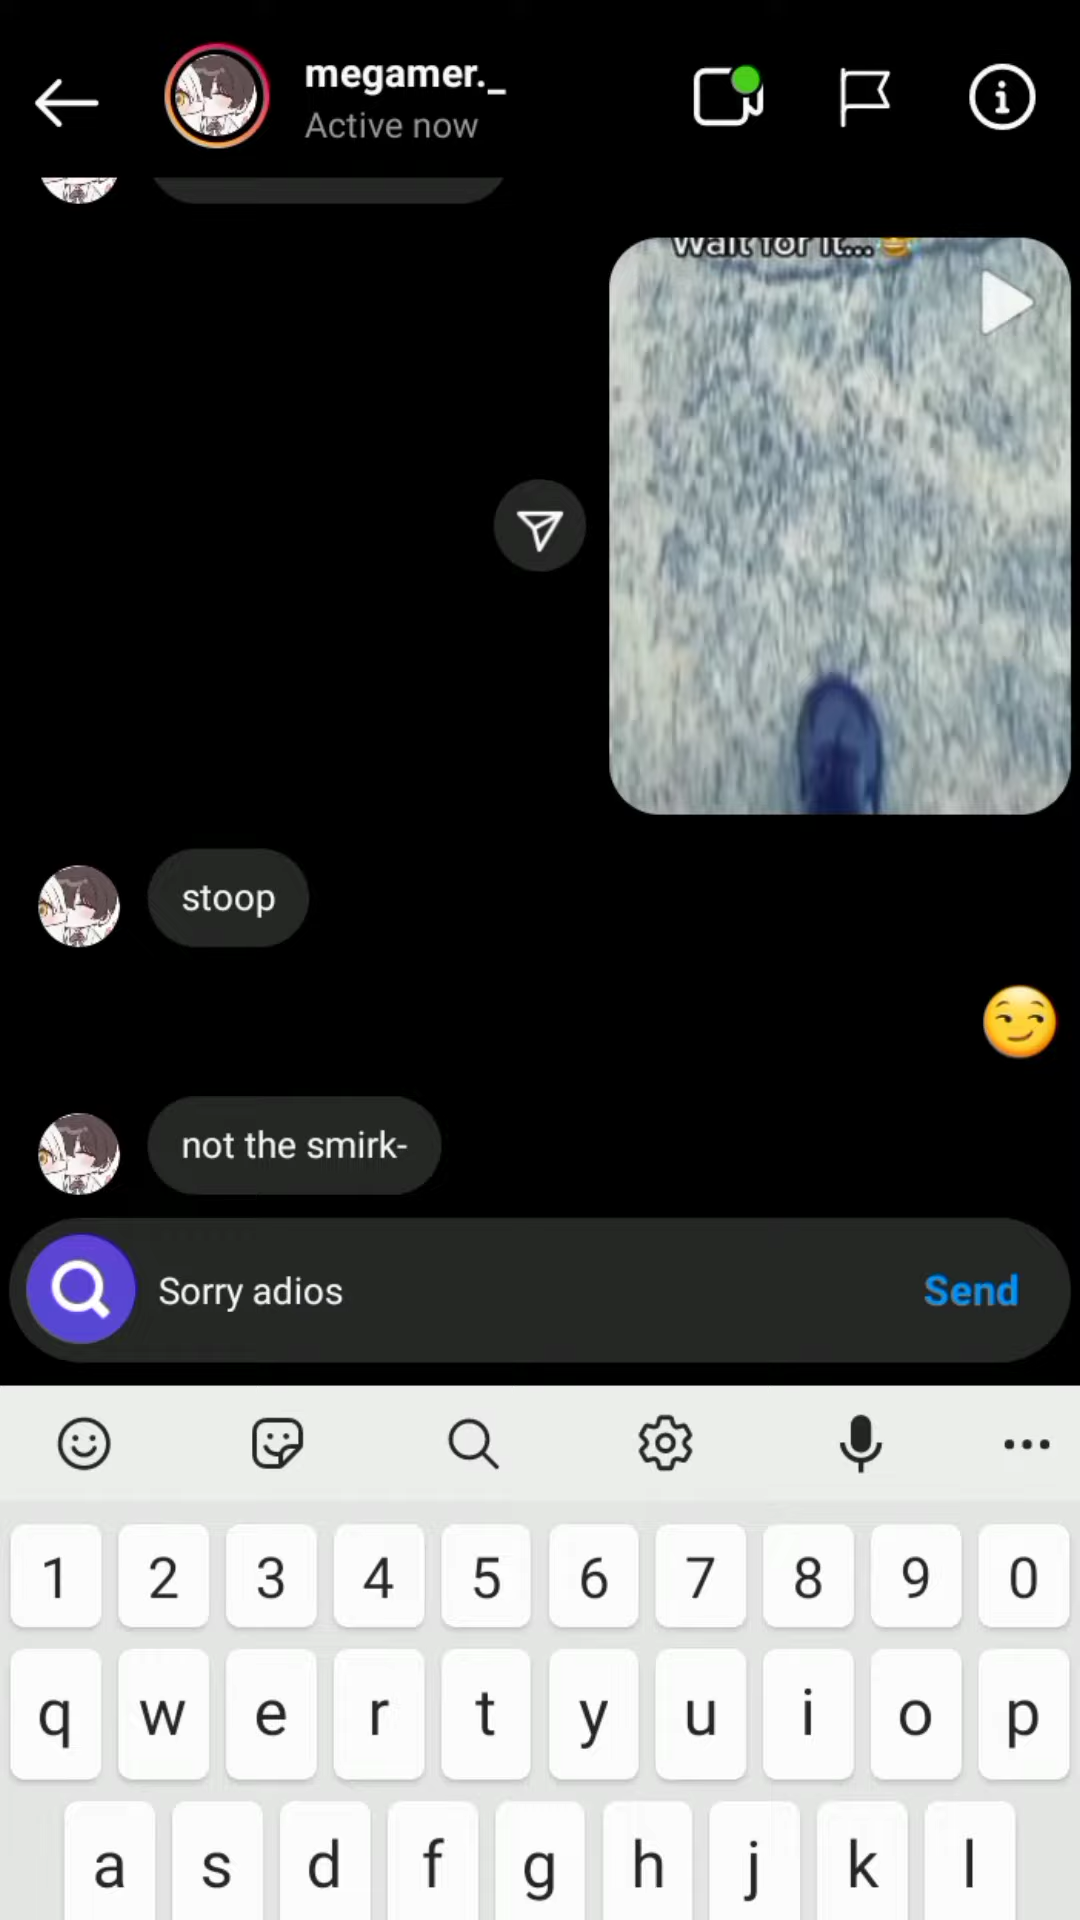 megamer._
Active now
Wait for it...😄
stoop
😏
not the smirk-
Sorry adios
Send
1 2 3 4 5 6 7 8 9 0
q w e r t y u i o p
a s d f g h j k l